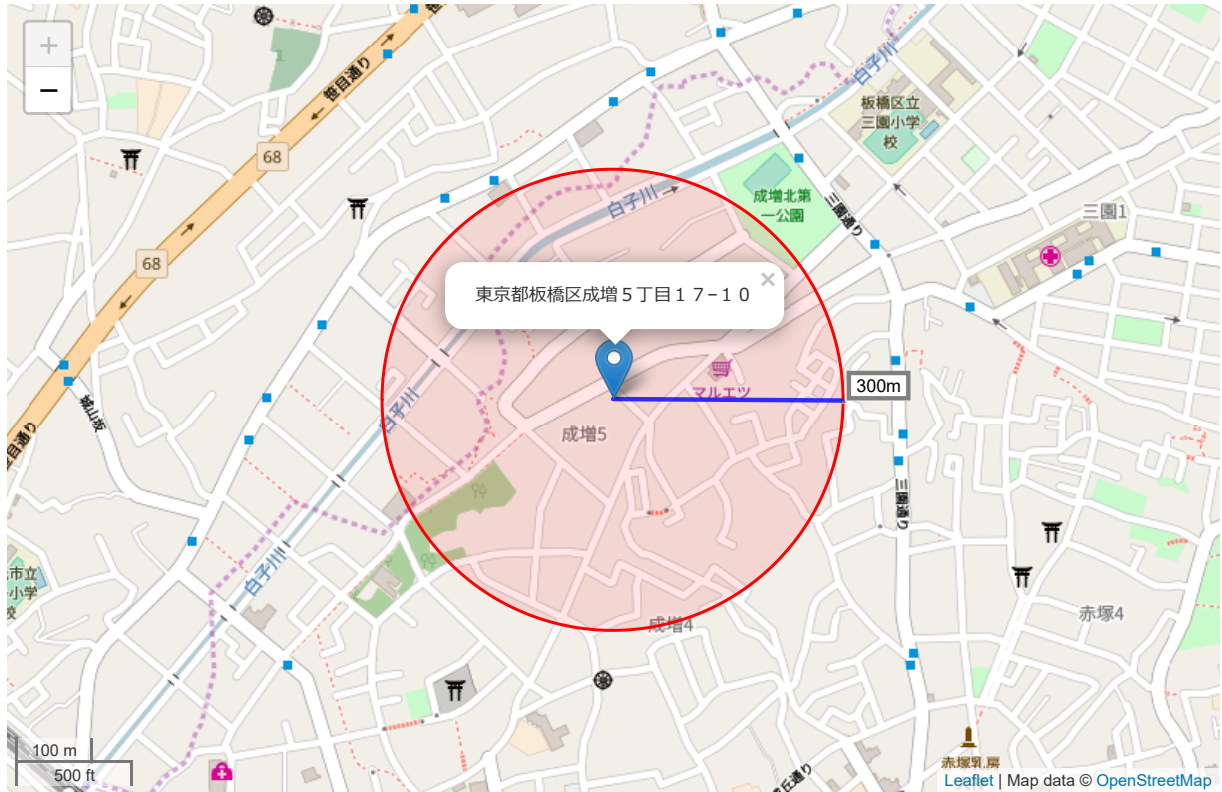 +
−
笹目通り
68
68
笹目通り
城山坂
白子川
白子川
白子川
白子川
板橋区立
三園小学
校
成増北第
一公園
三園通り
三園1
×
東京都板橋区成増５丁目１７−１０
マルエツ
300m
成増5
三園通り
成増4
赤塚4
市立
小学
校
赤塚乳房
100 m
500 ft
Leaflet | Map data © OpenStreetMap